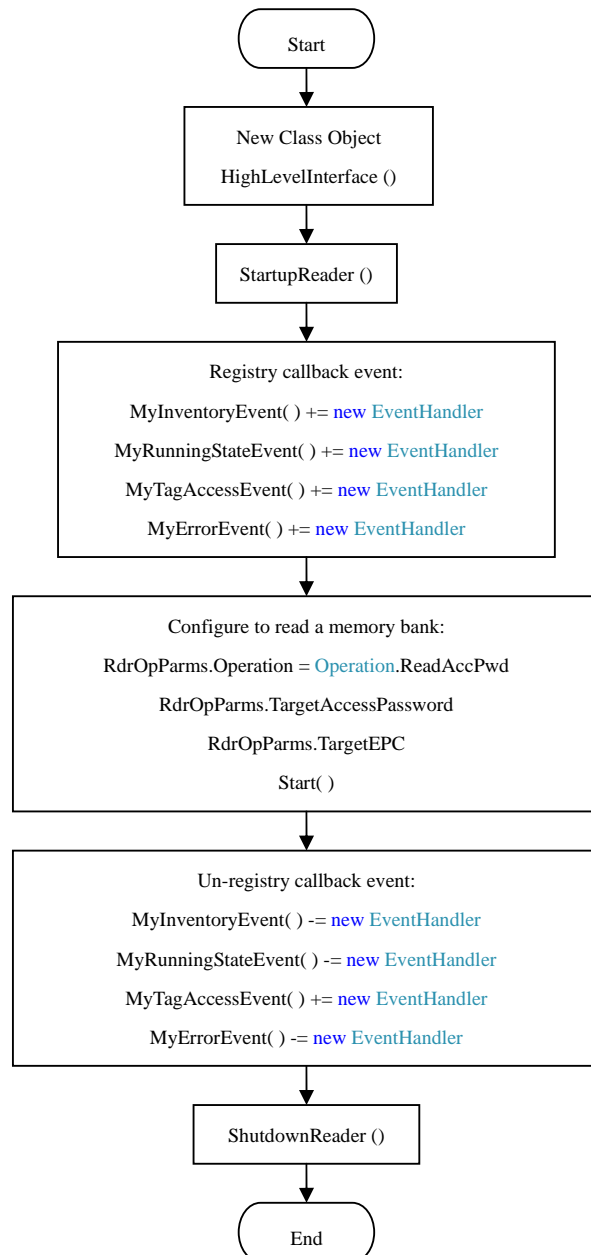 Start
New Class Object
HighLevelInterface ()
StartupReader ()
Registry callback event:
MyInventoryEvent( ) += new EventHandler
MyRunningStateEvent( ) += new EventHandler
MyTagAccessEvent( ) += new EventHandler
MyErrorEvent( ) += new EventHandler
Configure to read a memory bank:
RdrOpParms.Operation = Operation.ReadAccPwd
RdrOpParms.TargetAccessPassword
RdrOpParms.TargetEPC
Start( )
Un-registry callback event:
MyInventoryEvent( ) -= new EventHandler
MyRunningStateEvent( ) -= new EventHandler
MyTagAccessEvent( ) += new EventHandler
MyErrorEvent( ) -= new EventHandler
ShutdownReader ()
End